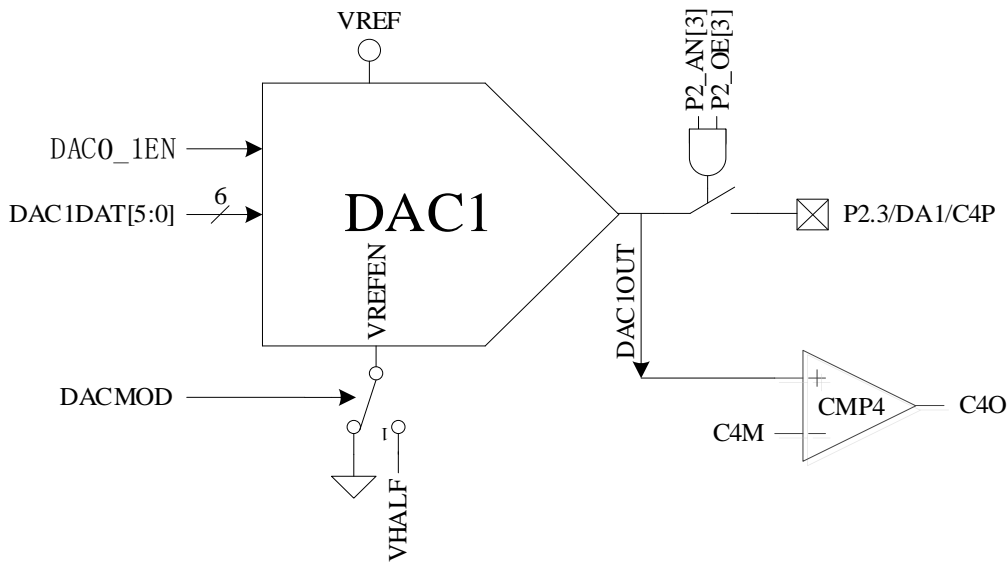 VREF
P2_AN[3]
P2_OE[3]
DAC0_1EN
6
DAC1DAT[5:0]
DAC1
P2.3/DA1/C4P
VREFEN
DAC1OUT
DACMOD
+
CMP4
C4O
C4M
1
VHALF